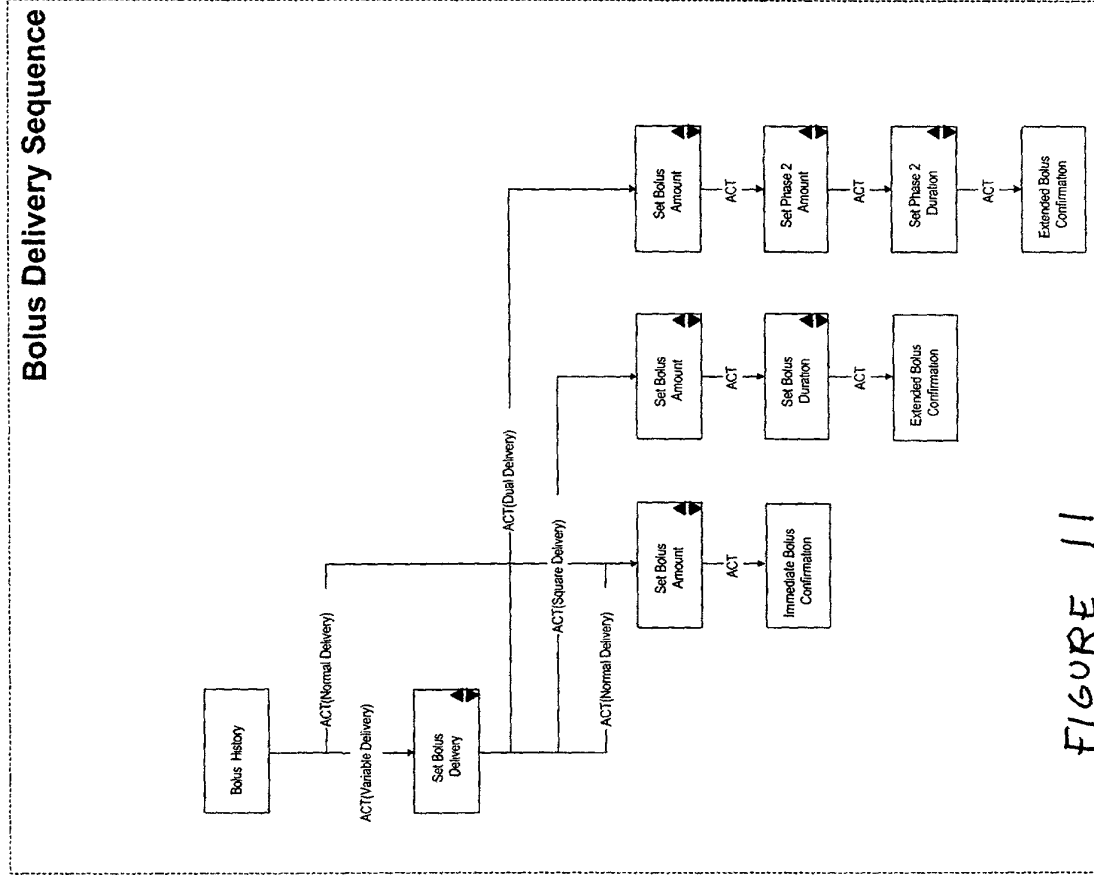 Bolus Delivery Sequence
Bolus History
ACT(Normal Delivery)
ACT(Variable Delivery)
Set Bolus
Delivery
ACT(Dual Delivery)
ACT(Square Delivery)
ACT(Normal Delivery)
Set Bolus
Amount
ACT
Immediate Bolus
Confirmation
Set Bolus
Amount
ACT
Set Bolus
Duration
ACT
Extended Bolus
Confirmation
Set Bolus
Amount
ACT
Set Phase 2
Amount
ACT
Set Phase 2
Duration
ACT
Extended Bolus
Confirmation
FIGURE 11